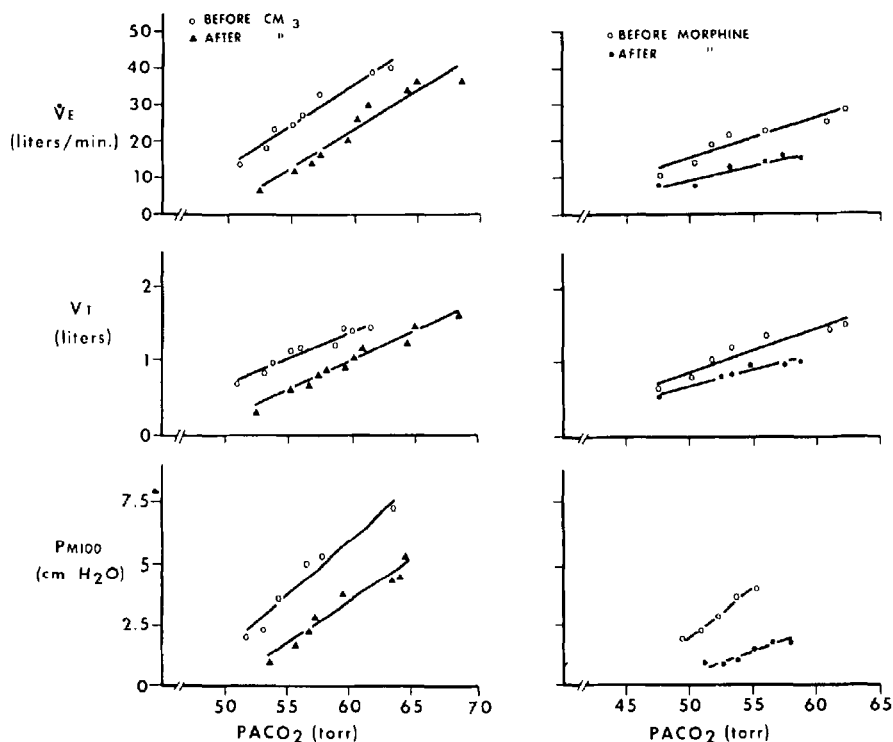 ○ BEFORE CM 3
▲ AFTER "
50
40
30
20
10
0
V̇E
(liters/min.)
○ BEFORE MORPHINE
• AFTER "
2
1
0
VT
(liters)
7.5
5
2.5
0
PM100
(cm H2O)
50 55 60 65 70
PACO2 (torr)
45 50 55 60 65
PACO2 (torr)